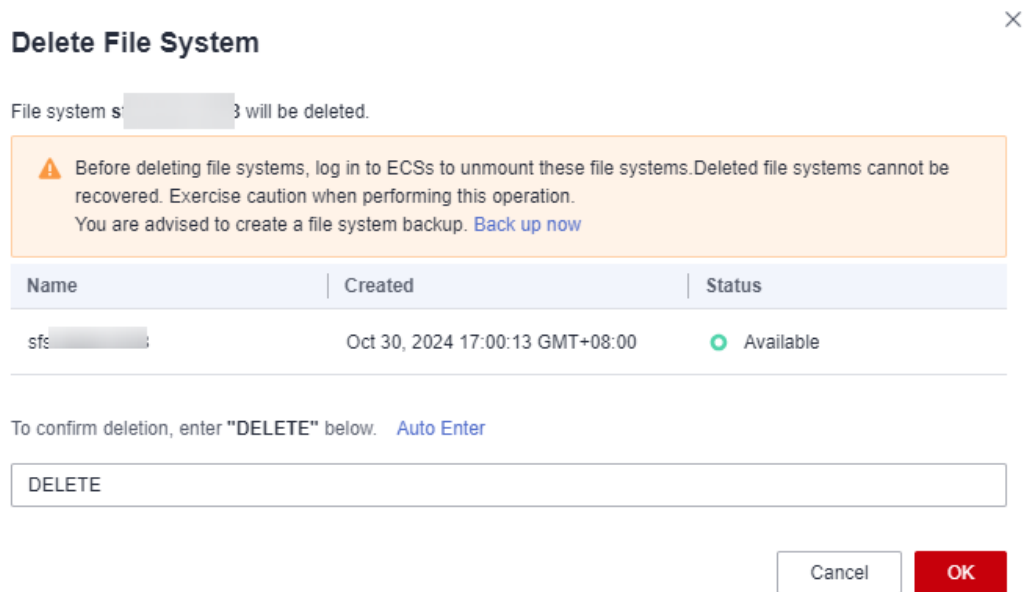 Delete File System
File system s 3 will be deleted.
Before deleting file systems, log in to ECSs to unmount these file systems.Deleted file systems cannot be
recovered. Exercise caution when performing this operation.
You are advised to create a file system backup. Back up now
Name Created Status
sfs Oct 30, 2024 17:00:13 GMT+08:00 Available
To confirm deletion, enter "DELETE" below. Auto Enter
DELETE
Cancel OK